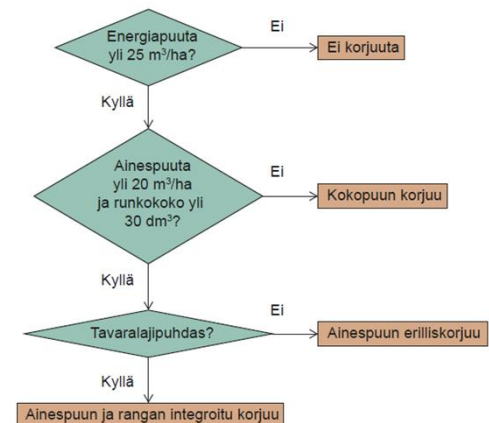 Energiapuuta
yli 25 m³/ha?
Ei
Ei korjuuta
Kyllä
Ainespuuta
yli 20 m³/ha
ja runkokoko yli
30 dm³?
Ei
Kokopuun korjuu
Kyllä
Tavaralajipuhdas?
Ei
Ainespuun erilliskorjuu
Kyllä
Ainespuun ja rangan integroitu korjuu